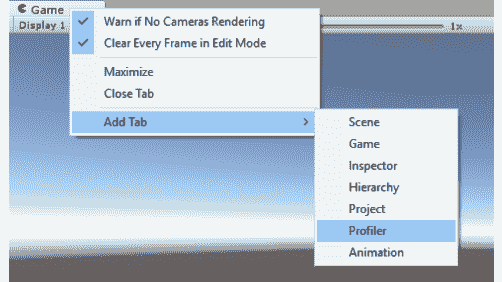 Game
Display 1
1x
Warn if No Cameras Rendering
Clear Every Frame in Edit Mode
Maximize
Close Tab
Add Tab
Scene
Game
Inspector
Hierarchy
Project
Profiler
Animation